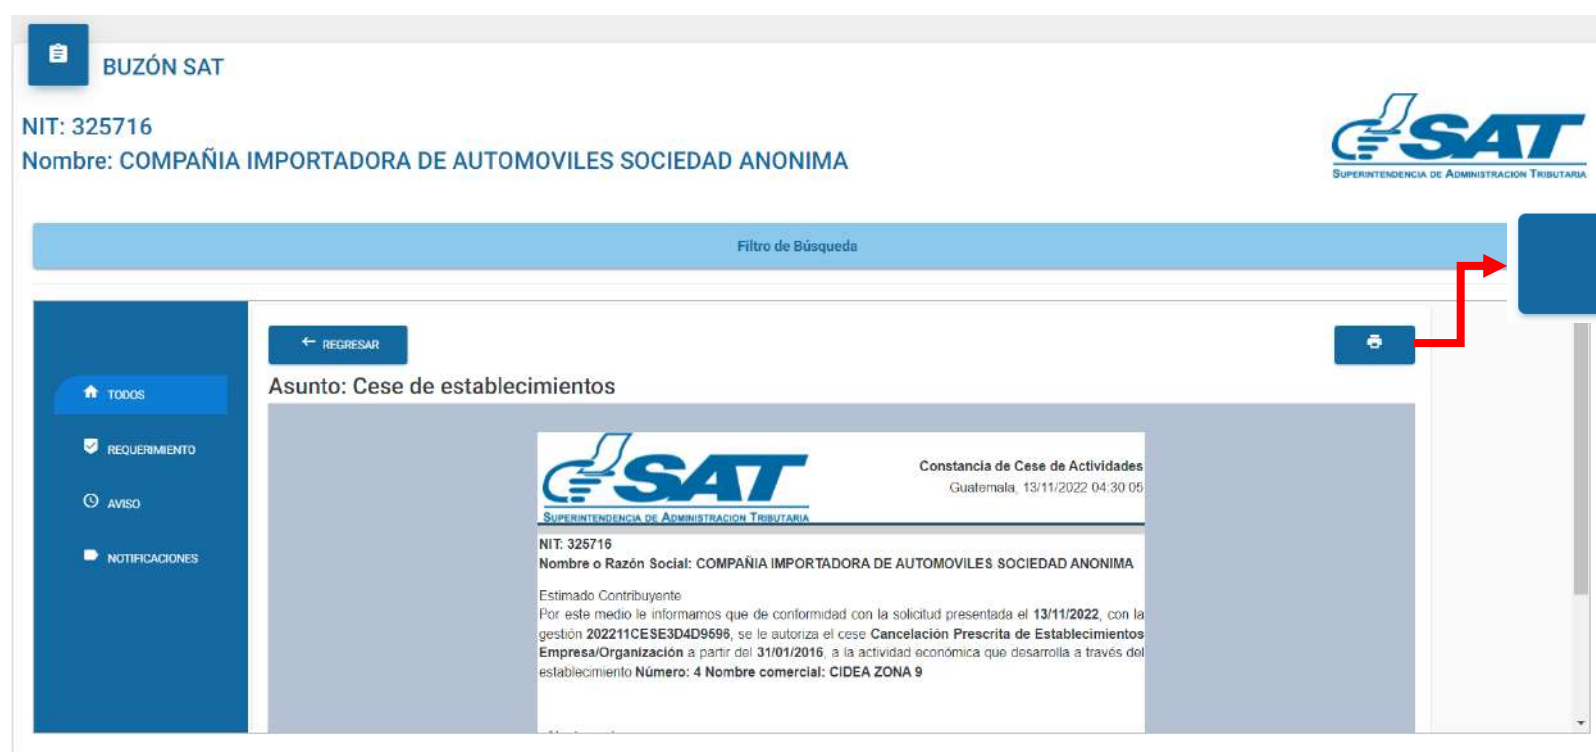 BUZÓN SAT
NIT: 325716
Nombre: COMPAÑIA IMPORTADORA DE AUTOMOVILES SOCIEDAD ANONIMA
SAT
SUPERINTENDENCIA DE ADMINISTRACION TRIBUTARIA
Filtro de Búsqueda
REGRESAR
Asunto: Cese de establecimientos
TODOS
REQUERIMIENTO
AVISO
NOTIFICACIONES
SAT
SUPERINTENDENCIA DE ADMINISTRACION TRIBUTARIA
Constancia de Cese de Actividades
Guatemala, 13/11/2022 04:30:05
NIT: 325716
Nombre o Razón Social: COMPAÑIA IMPORTADORA DE AUTOMOVILES SOCIEDAD ANONIMA
Estimado Contribuyente
Por este medio le informamos que de conformidad con la solicitud presentada el 13/11/2022, con la
gestión 202211CESE3D4D9596, se le autoriza el cese Cancelación Prescrita de Establecimientos
Empresa/Organización a partir del 31/01/2016, a la actividad económica que desarrolla a través del
establecimiento Número: 4 Nombre comercial: CIDEA ZONA 9